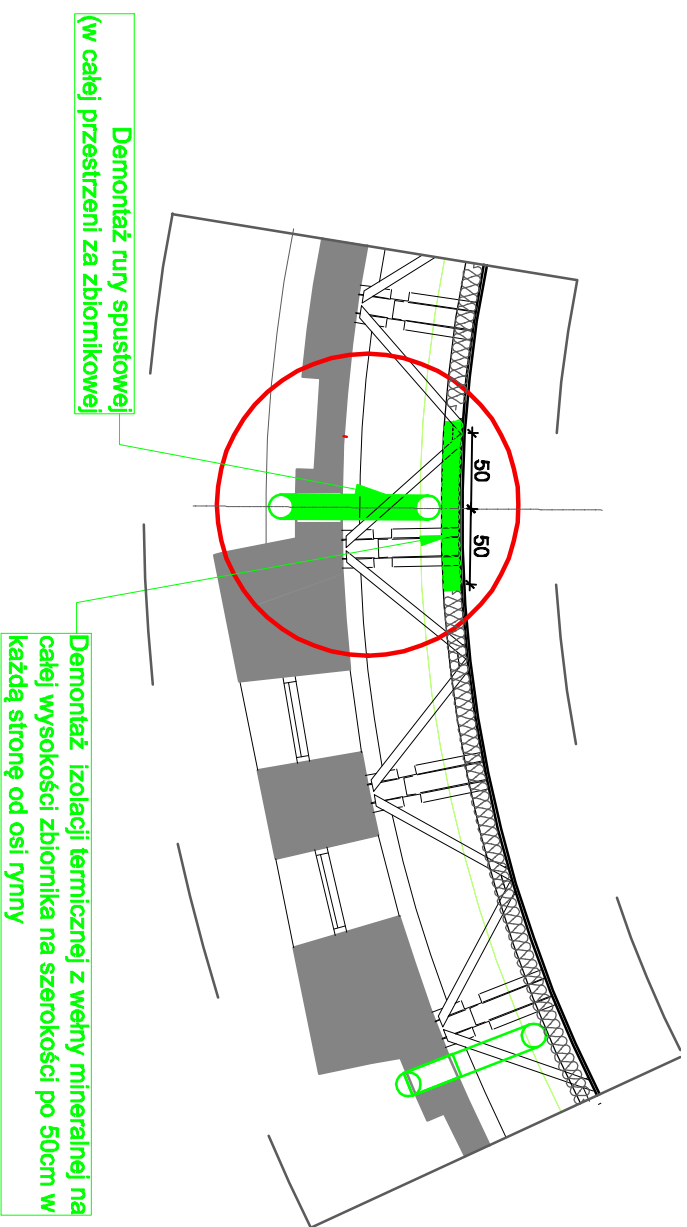 Demontaż rury spustowej
(w całej przestrzeni za zbiornikowej
50
50
Demontaż izolacji termicznej z wełny mineralnej na
całej wysokości zbiornika na szerokości po 50cm w
każdą stronę od osi rynny